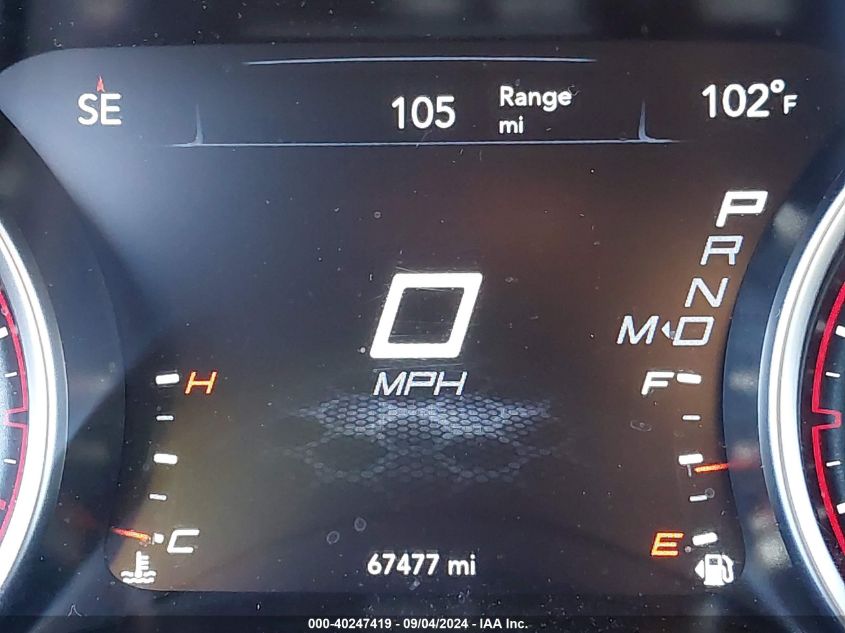 SE
105 Range mi
102°F
P
R
N
M D
0
MPH
H
F
C
E
67477 mi
000-40247419 - 09/04/2024 - IAA Inc.